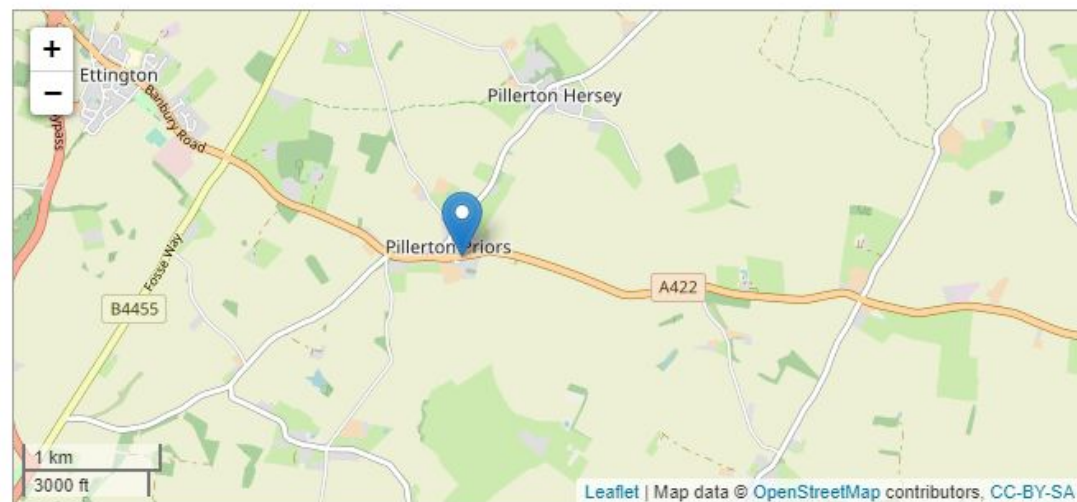 +
−
Ettington
Pillerton Hersey
Banbury Road
ypass
Pillerton Priors
Fosse Way
A422
B4455
1 km
3000 ft
Leaflet | Map data © OpenStreetMap contributors, CC-BY-SA